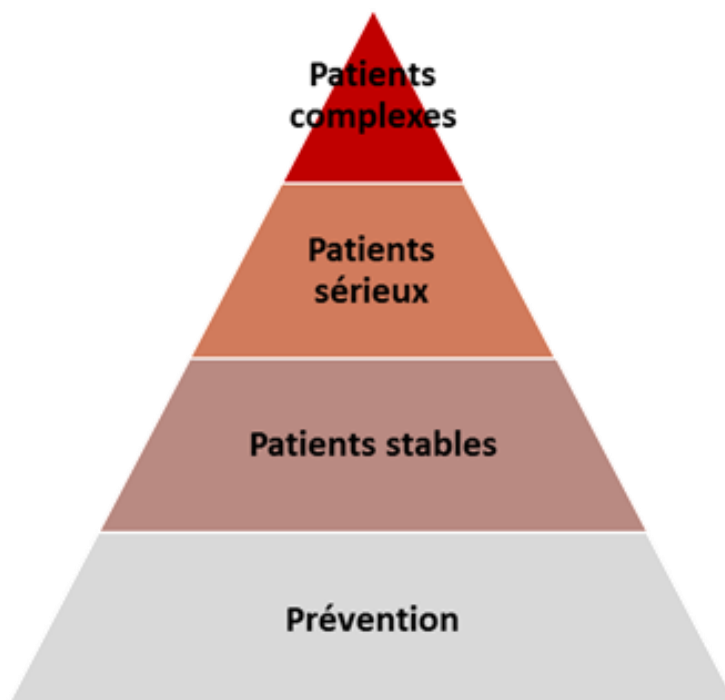 Patients
complexes
Patients
sérieux
Patients stables
Prévention